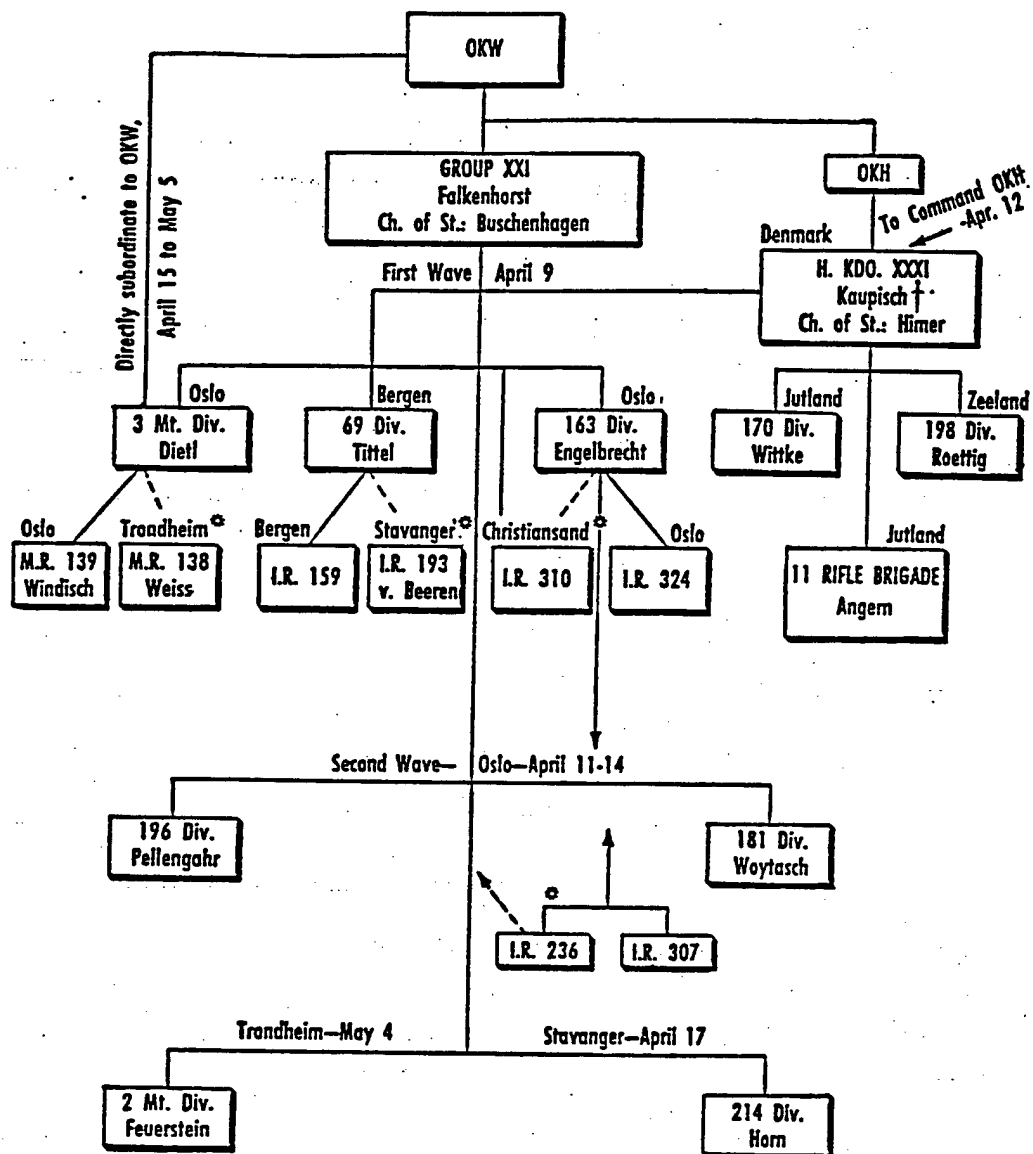 OKW
Directly subordinate to OKW,
April 15 to May 5
GROUP XXI
Falkenhorst
Ch. of St.: Buschenhagen
OKH
To Command OKH
-Apr. 12
Denmark
H. KDO. XXXI
Kaupisch †
Ch. of St.: Himer
First Wave April 9
Oslo
3 Mt. Div.
Dietl
Bergen
69 Div.
Tittel
Oslo
163 Div.
Engelbrecht
Jutland
170 Div.
Wittke
Zeeland
198 Div.
Roettig
Oslo
M.R. 139
Windisch
Trondheim *
M.R. 138
Weiss
Bergen
I.R. 159
Stavanger *
I.R. 193
v. Beeren
Christiansand *
I.R. 310
Oslo
I.R. 324
Jutland
11 RIFLE BRIGADE
Angern
Second Wave— Oslo—April 11-14
196 Div.
Pellengahr
181 Div.
Woytasch
*
I.R. 236
I.R. 307
Trondheim—May 4
Stavanger—April 17
2 Mt. Div.
Feuerstein
214 Div.
Horn